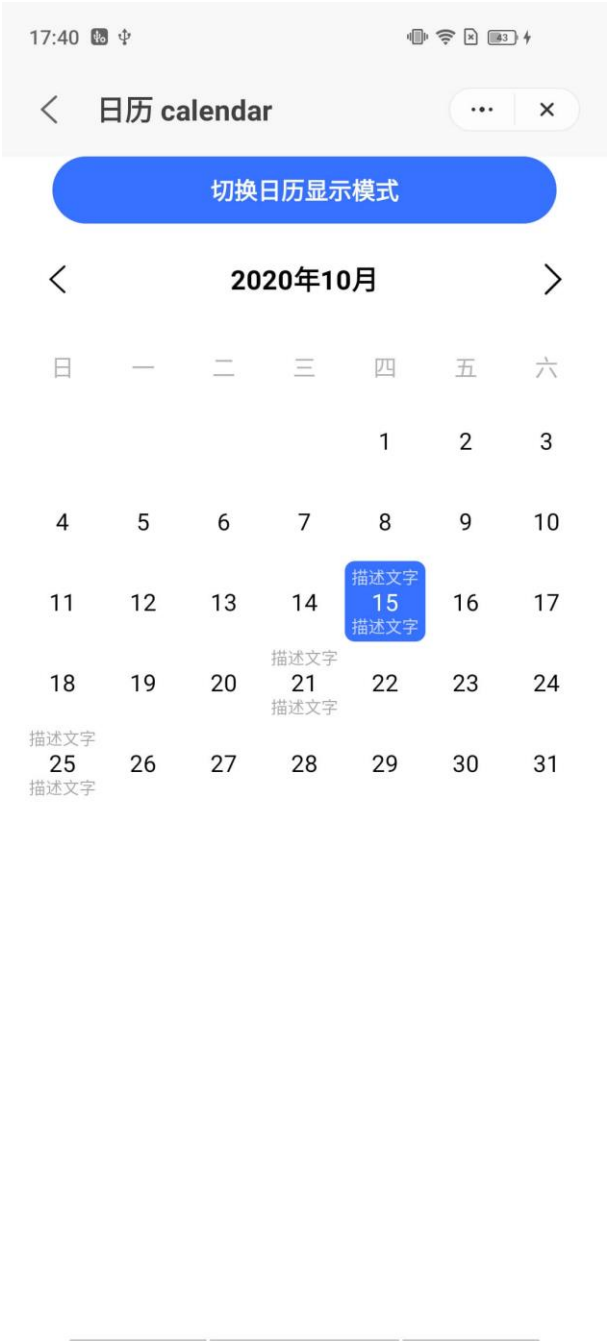 17:40
43
日历 calendar
切换日历显示模式
2020年10月
日 一 二 三 四 五 六
1 2 3
4 5 6 7 8 9 10
描述文字
11 12 13 14 15 16 17
描述文字
描述文字
18 19 20 21 22 23 24
描述文字
描述文字
25 26 27 28 29 30 31
描述文字